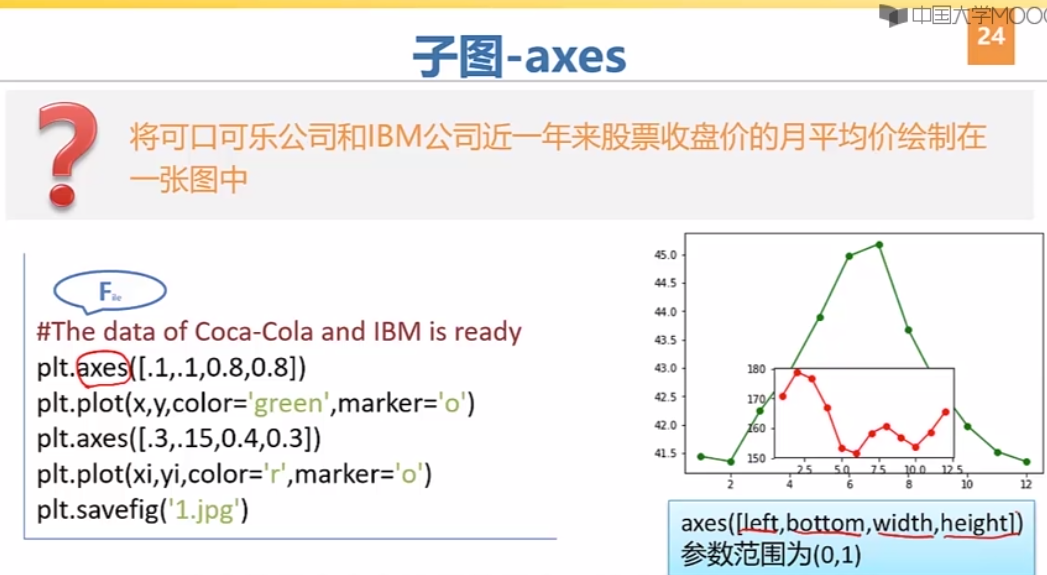 中国大学MOOC
24
子图-axes
?
将可口可乐公司和IBM公司近一年来股票收盘价的月平均价绘制在
一张图中
File
#The data of Coca-Cola and IBM is ready
plt.axes([.1,.1,0.8,0.8])
plt.plot(x,y,color='green',marker='o')
plt.axes([.3,.15,0.4,0.3])
plt.plot(xi,yi,color='r',marker='o')
plt.savefig('1.jpg')
45.0
44.5
44.0
43.5
43.0
42.5
42.0
41.5
180
170
160
150
2.5 5.0 7.5 10.0 12.5
2 4 6 8 10 12
axes([left,bottom,width,height])
参数范围为(0,1)